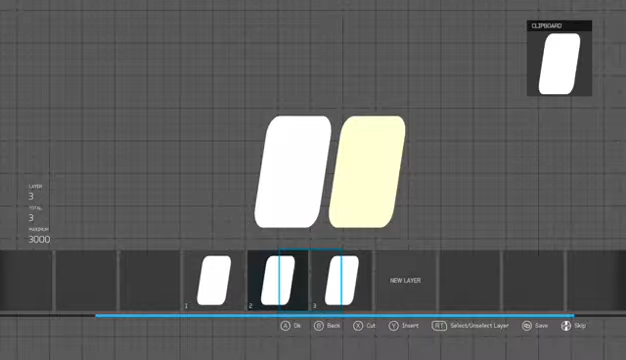 CLIPBOARD
LAYER
3
TOTAL
3
MAXIMUM
3000
NEW LAYER
1
2
3
A Ok B Back X Cut Y Insert RT Select/Unselect Layer Save Skip